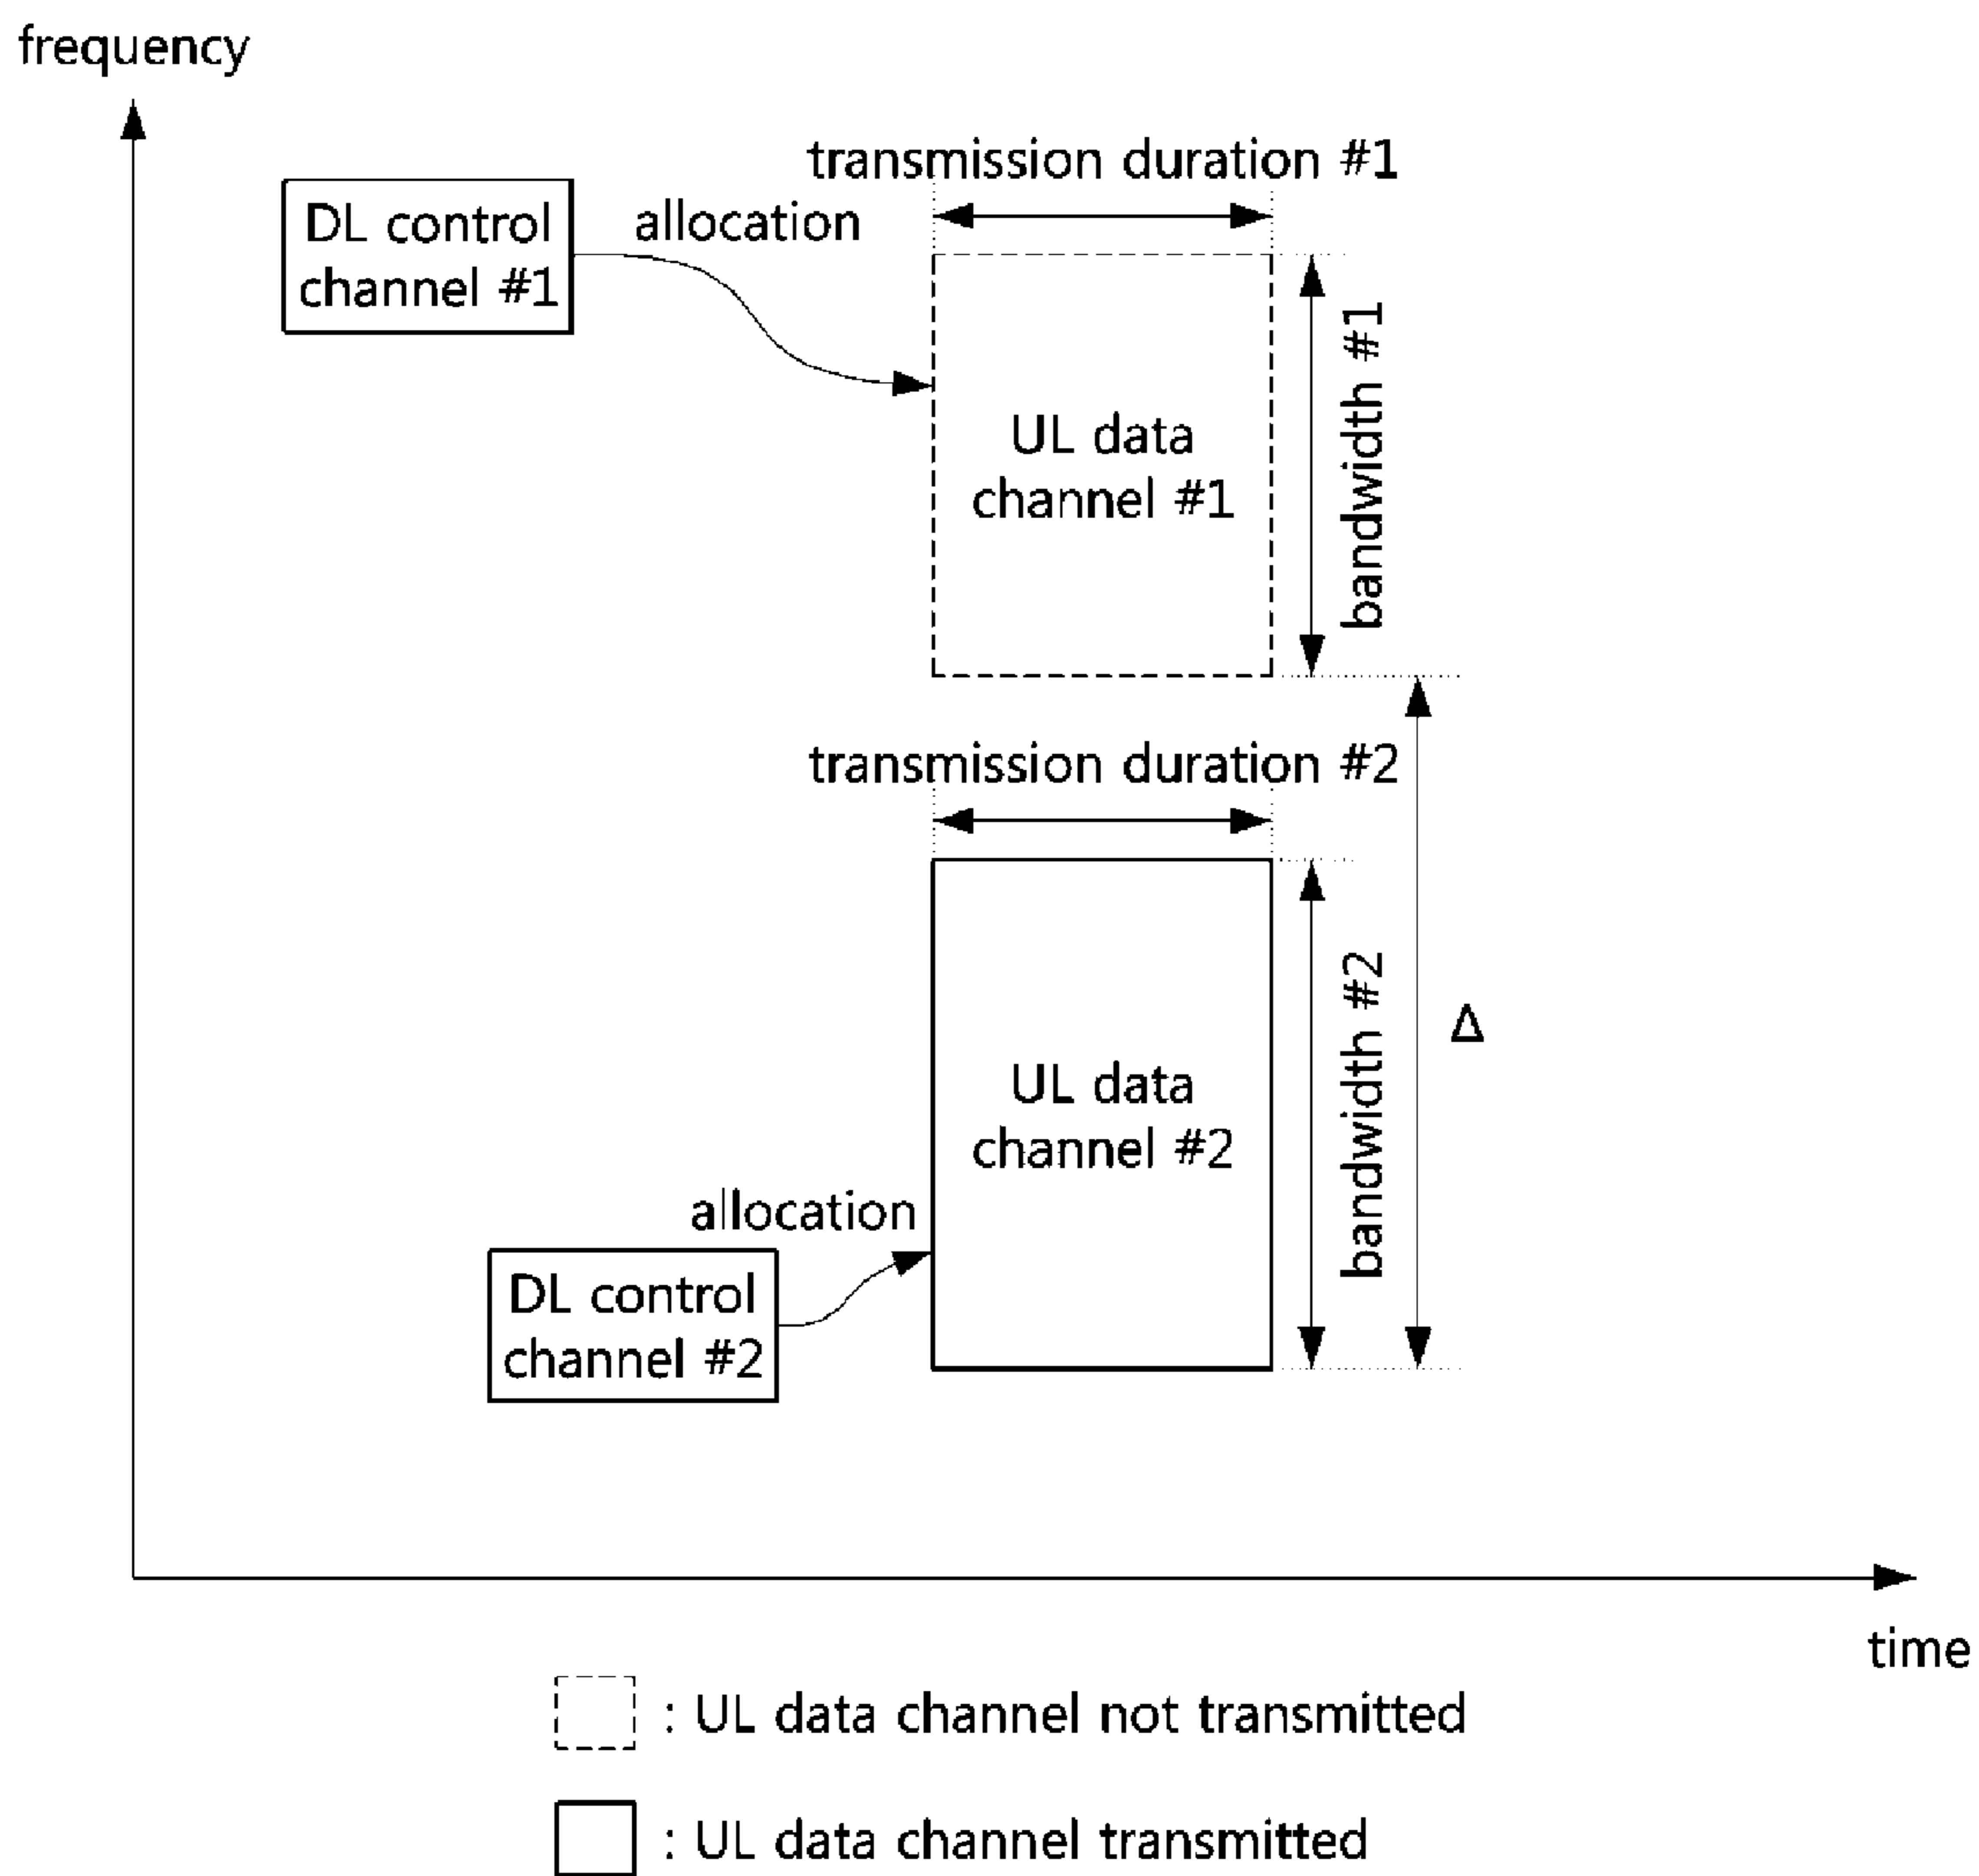 frequency
transmission duration #1
DL control
channel #1
allocation
bandwidth #1
UL data
channel #1
transmission duration #2
bandwidth #2
Δ
UL data
channel #2
allocation
DL control
channel #2
time
: UL data channel not transmitted
: UL data channel transmitted